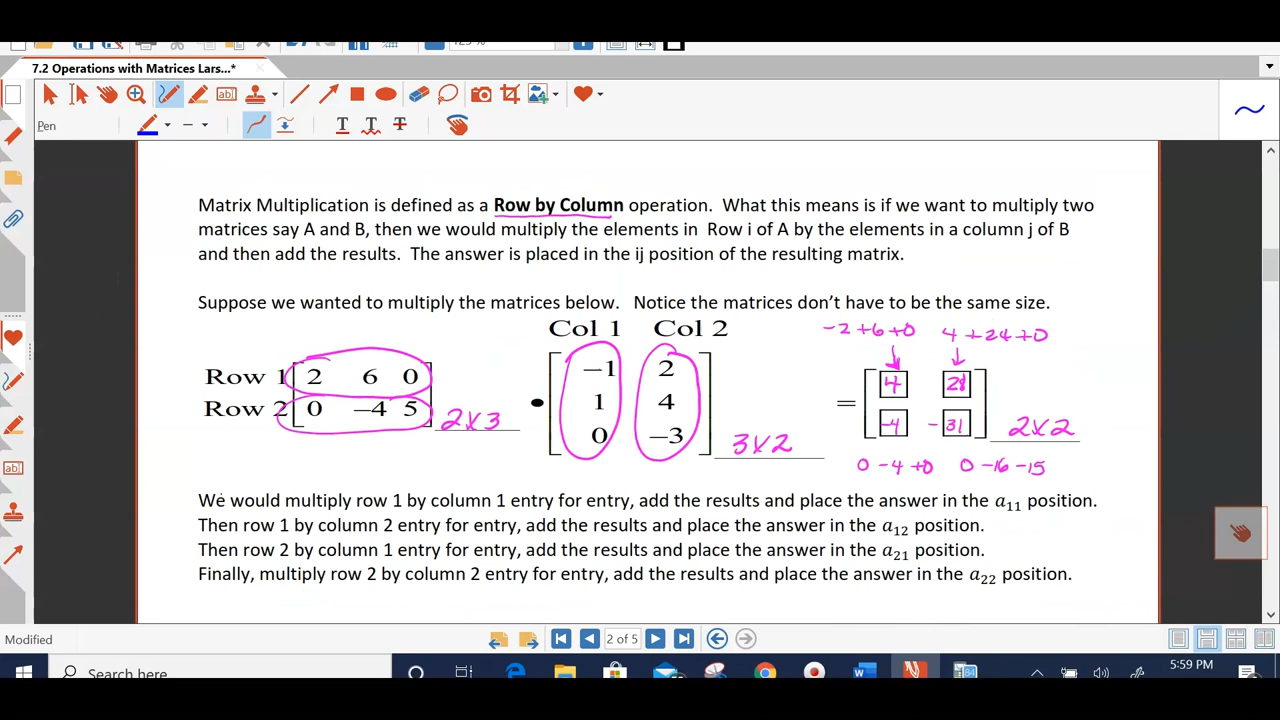 7.2 Operations with Matrices Lars...*
Pen
Matrix Multiplication is defined as a Row by Column operation. What this means is if we want to multiply two
matrices say A and B, then we would multiply the elements in Row i of A by the elements in a column j of B
and then add the results. The answer is placed in the ij position of the resulting matrix.
Suppose we wanted to multiply the matrices below. Notice the matrices don't have to be the same size.
Col 1 Col 2 -2+6+0 4+24+0
Row 1 2 6 0 −1 2 4 28
Row 2 0 −4 5 2x3 • 1 4 = -4 -31 2x2
0 −3 3x2
0-4+0 0-16-15
We would multiply row 1 by column 1 entry for entry, add the results and place the answer in the a₁₁ position.
Then row 1 by column 2 entry for entry, add the results and place the answer in the a₁₂ position.
Then row 2 by column 1 entry for entry, add the results and place the answer in the a₂₁ position.
Finally, multiply row 2 by column 2 entry for entry, add the results and place the answer in the a₂₂ position.
Modified
2 of 5
Search here
5:59 PM